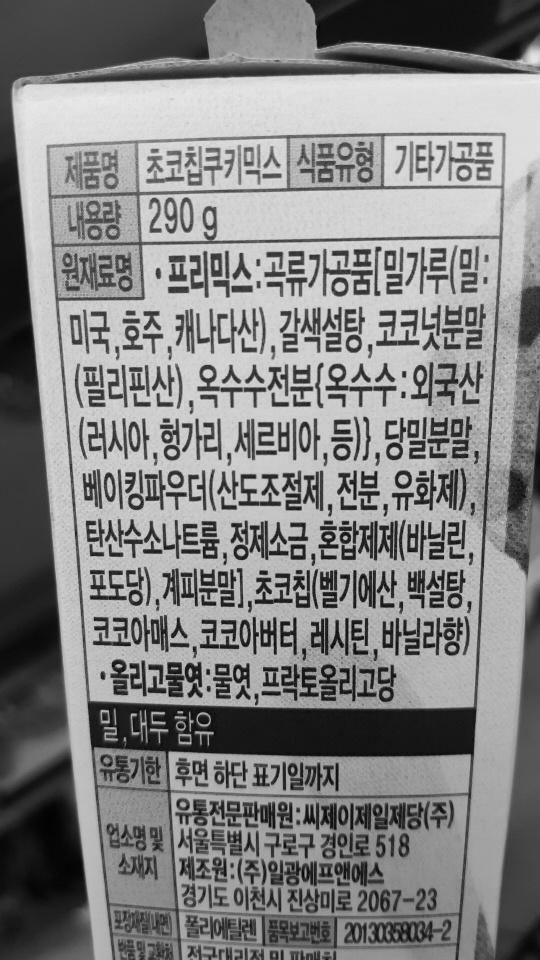 제품명 초코칩쿠키믹스 식품유형 기타가공품
내용량 290 g
원재료명 •프리믹스:곡류가공품[밀가루(밀:
미국,호주,캐나다산),갈색설탕,코코넛분말
(필리핀산),옥수수전분{옥수수:외국산
(러시아,헝가리,세르비아,등)},당밀분말,
베이킹파우더(산도조절제,전분,유화제),
탄산수소나트륨,정제소금,혼합제제(바닐린,
포도당),계피분말],초코칩(벨기에산,백설탕,
코코아매스,코코아버터,레시틴,바닐라향)
•올리고물엿:물엿,프락토올리고당
밀,대두 함유
유통기한 후면 하단 표기일까지
업소명 및 소재지 유통전문판매원:씨제이제일제당(주)
서울특별시 구로구 경인로 518
제조원:(주)일광에프앤에스
경기도 이천시 진상미로 2067-23
포장재질(내면) 폴리에틸렌 품목보고번호 20130358034-2
반품 및 교환처 전국대리점 및 판매처